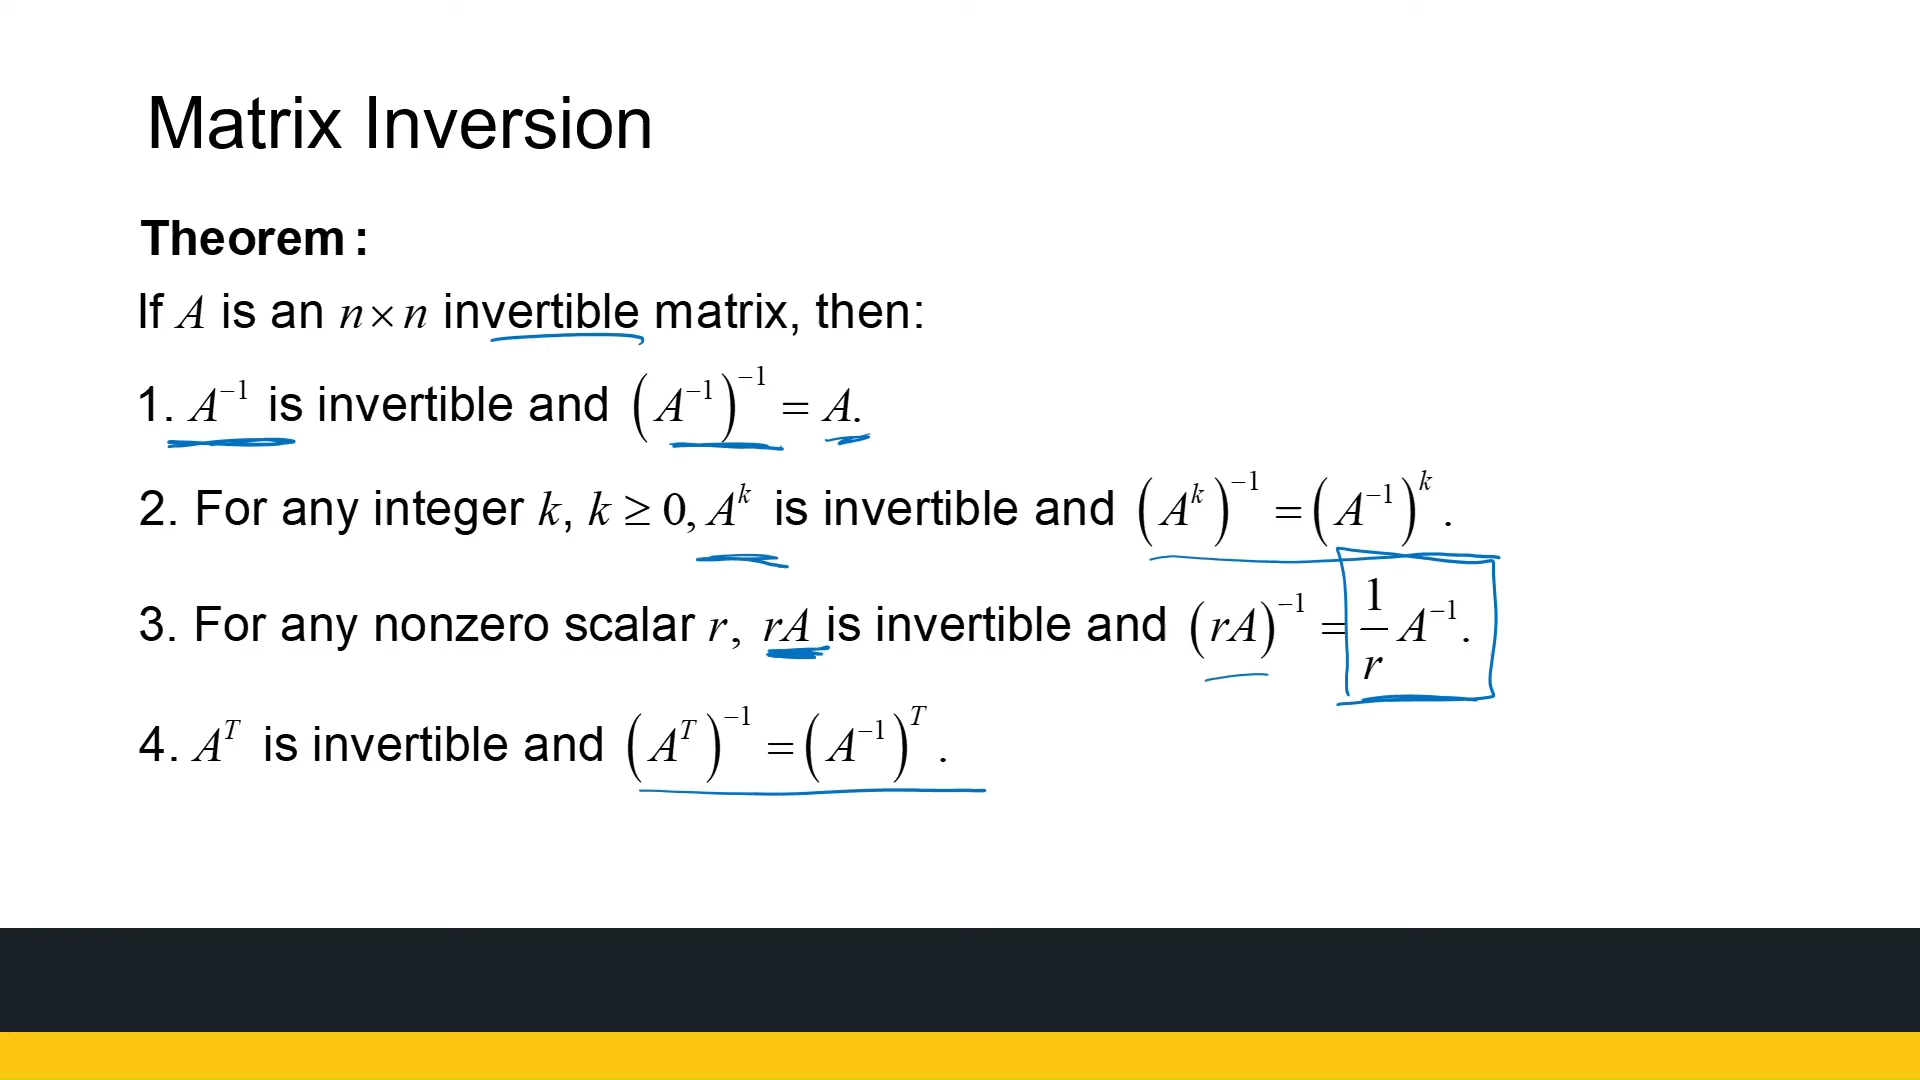 Matrix Inversion
Theorem :
If A is an n×n invertible matrix, then:
1. A⁻¹ is invertible and (A⁻¹)⁻¹ = A.
2. For any integer k, k ≥ 0, Aᵏ is invertible and (Aᵏ)⁻¹ = (A⁻¹)ᵏ.
3. For any nonzero scalar r, rA is invertible and (rA)⁻¹ = 1/r A⁻¹.
4. Aᵀ is invertible and (Aᵀ)⁻¹ = (A⁻¹)ᵀ.